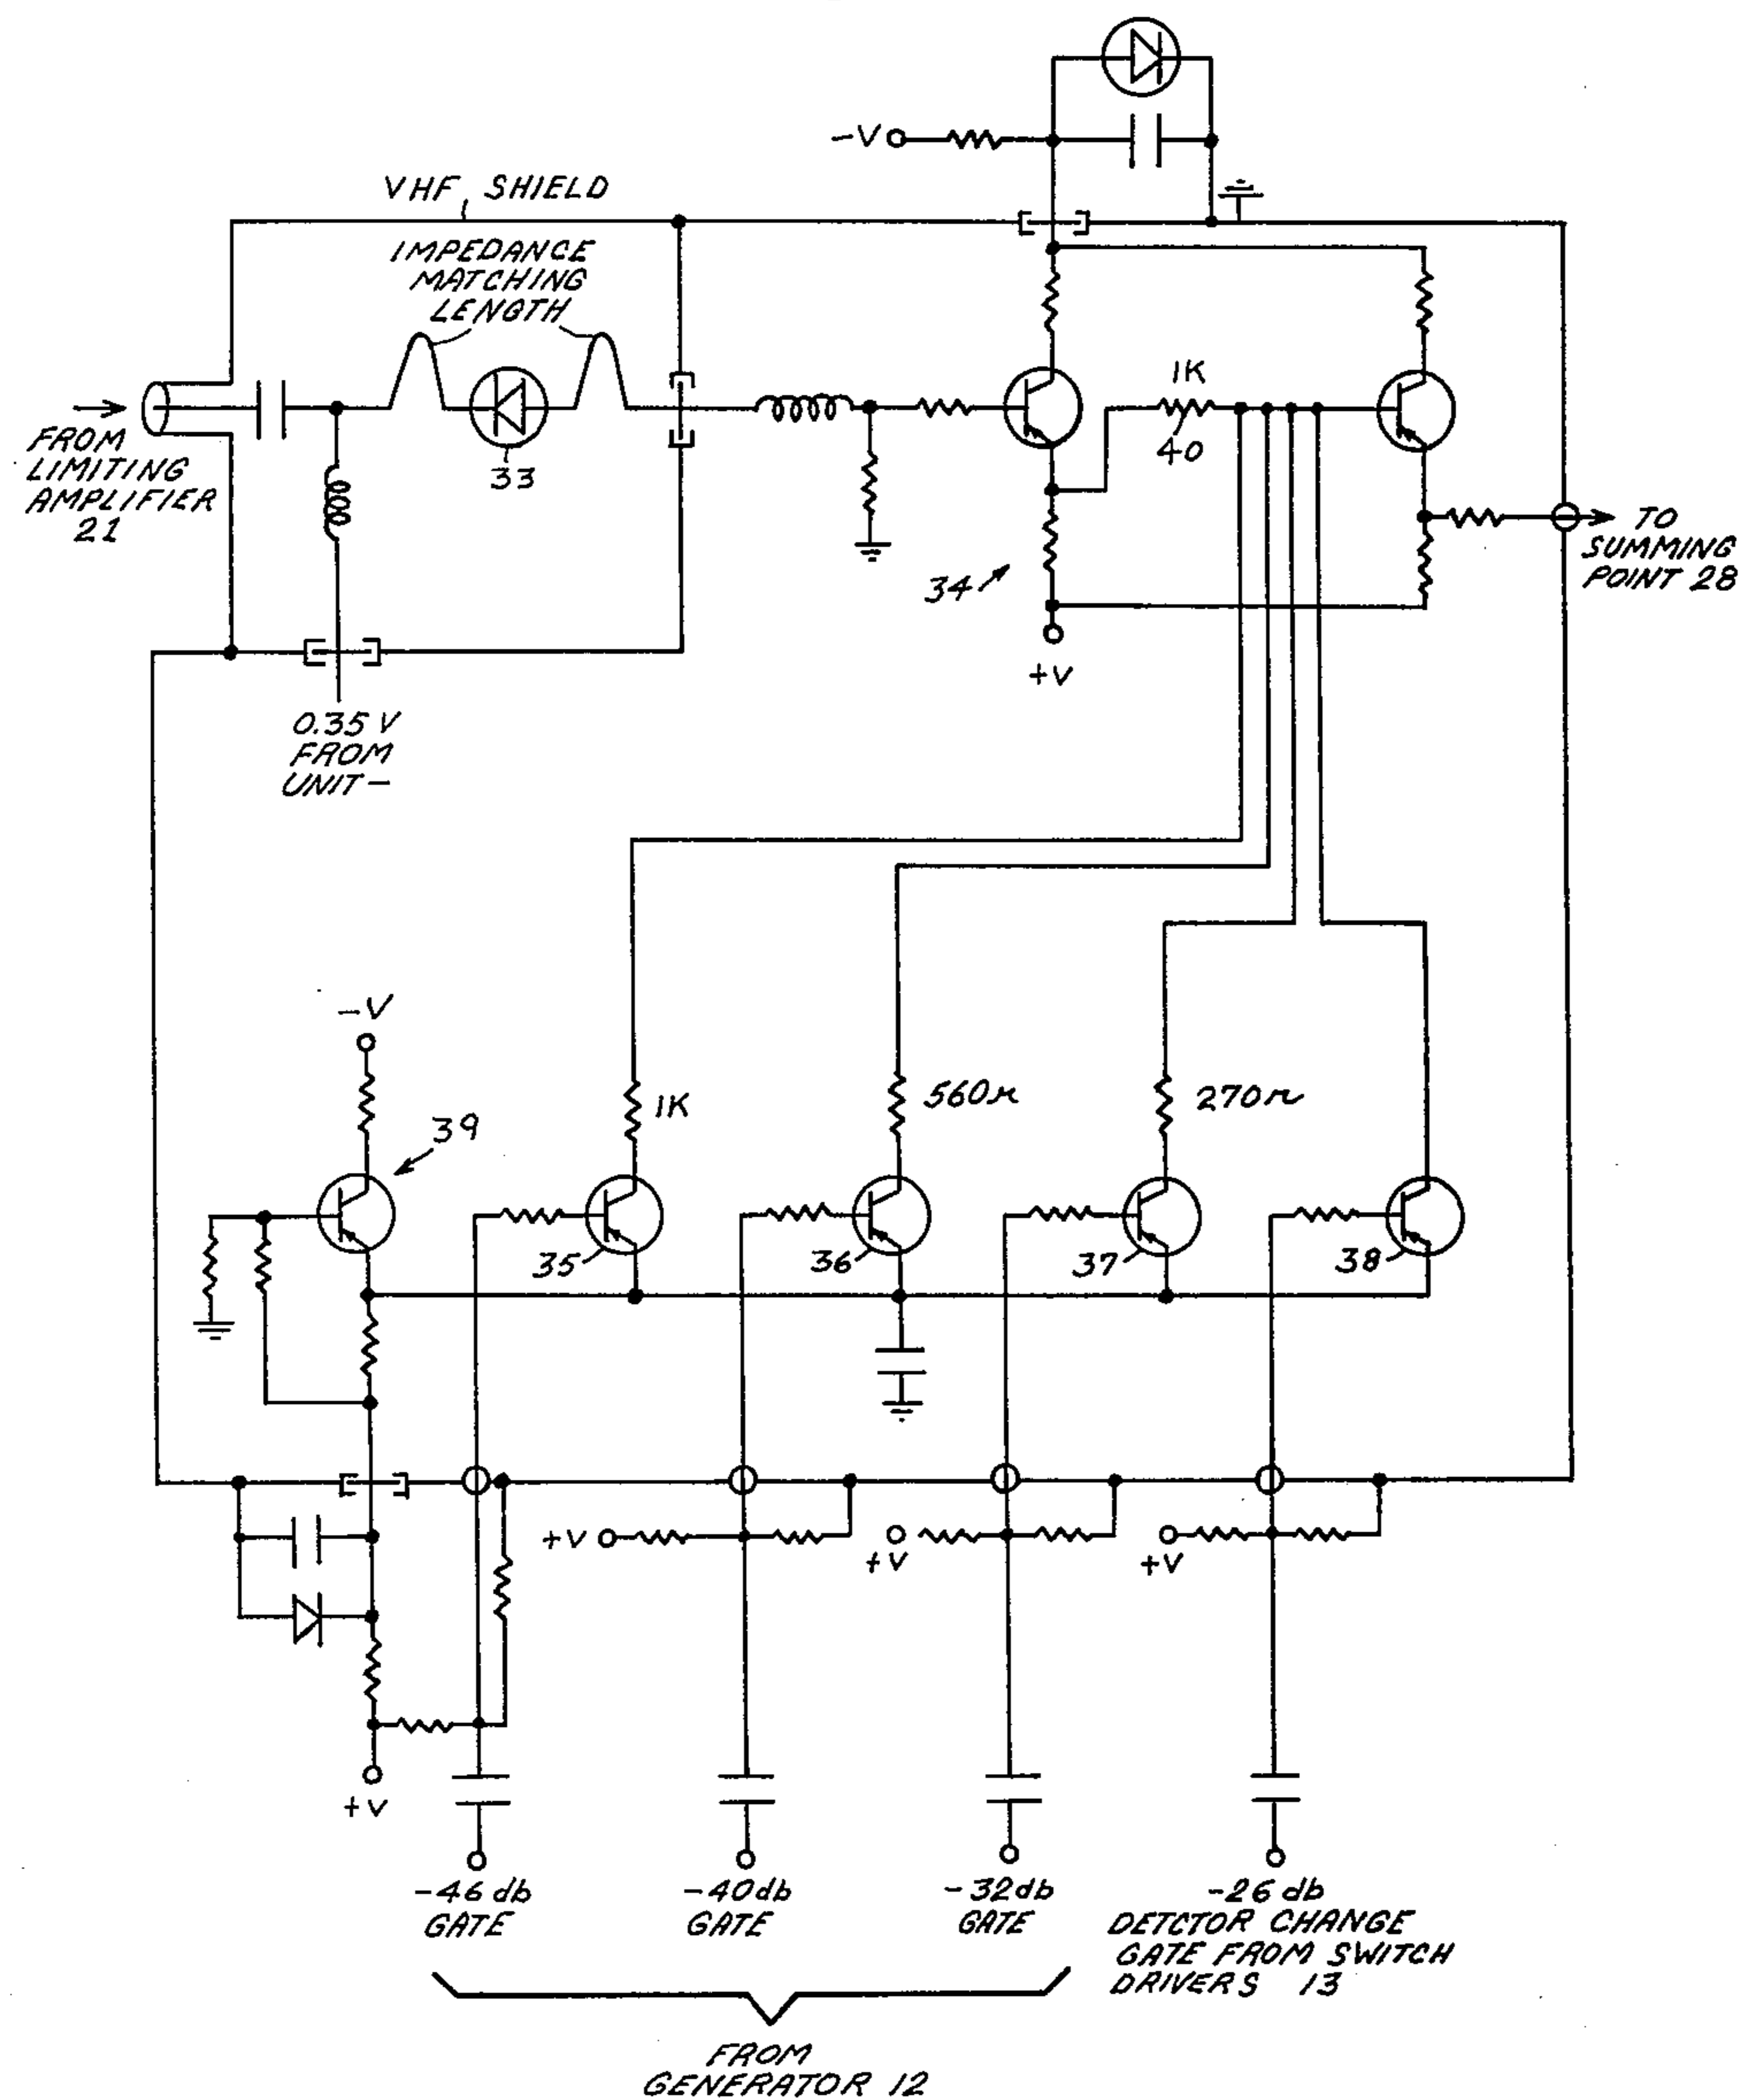 -V
VHF SHIELD
IMPEDANCE
MATCHING
LENGTH
1K
40
33
FROM
LIMITING
AMPLIFIER
21
34
TO
SUMMING
POINT 28
+V
0.35 V
FROM
UNIT-
-V
39
1K
560Ω
270Ω
35
36
37
38
+V
+V
+V
+V
-46 db
GATE
-40db
GATE
-32db
GATE
-26 db
DETCTOR CHANGE
GATE FROM SWITCH
DRIVERS 13
FROM
GENERATOR 12